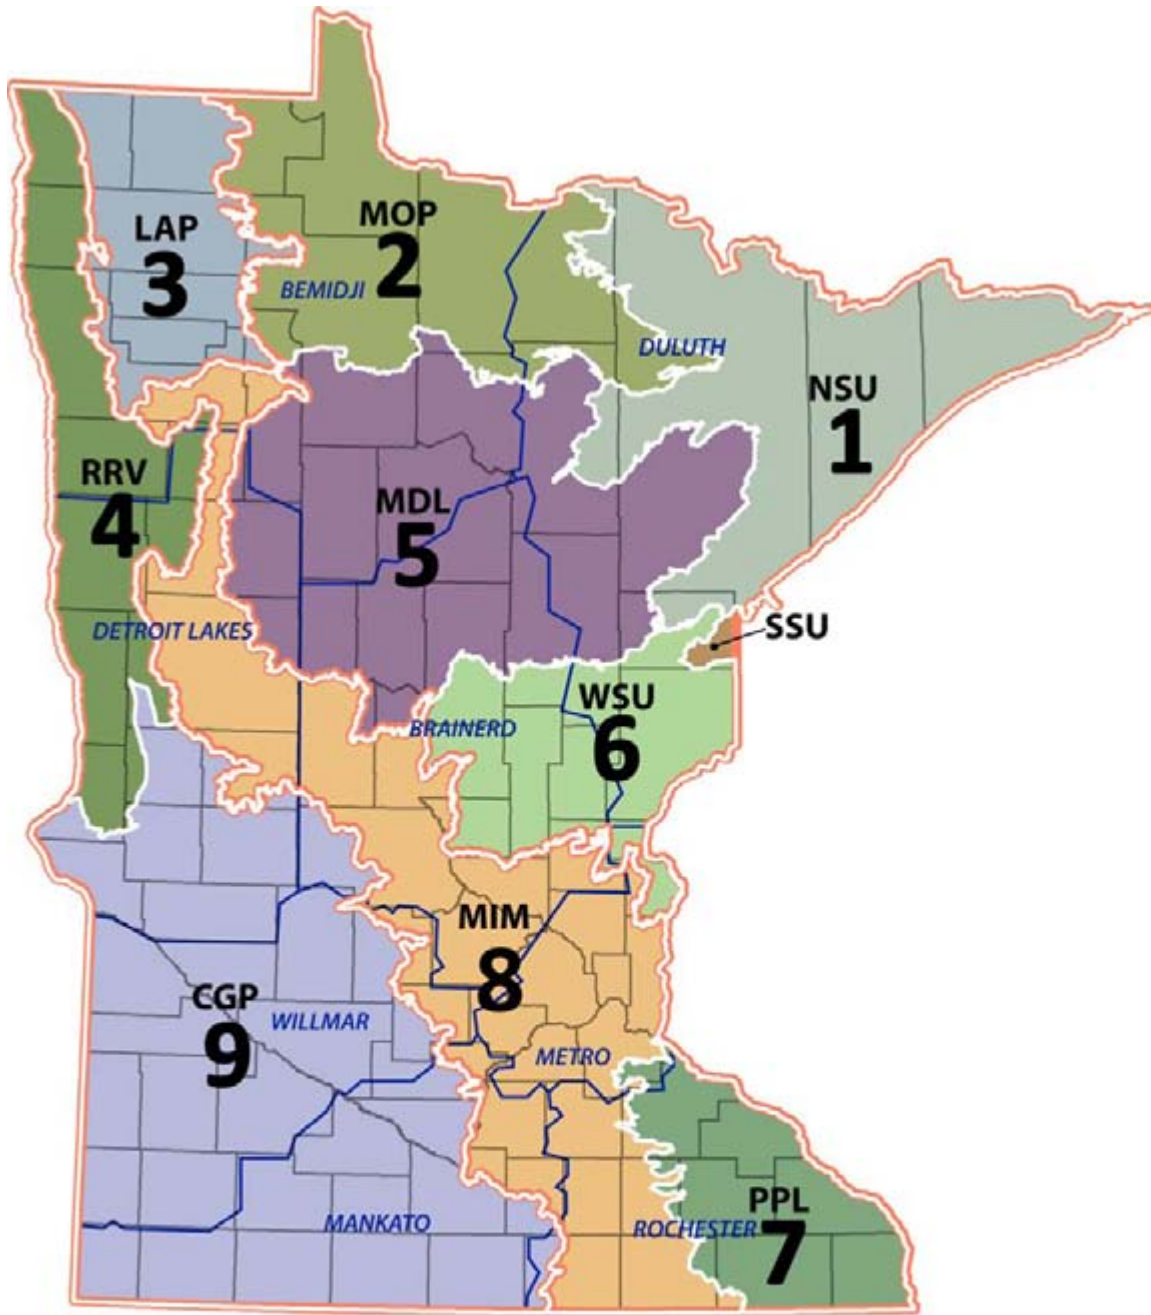 MOP
2
LAP
3
BEMIDJI
DULUTH
NSU
1
RRV
4
MDL
5
DETROIT LAKES
SSU
WSU
6
BRAINERD
MIM
8
CGP
9
WILLMAR
METRO
PPL
7
MANKATO
ROCHESTER